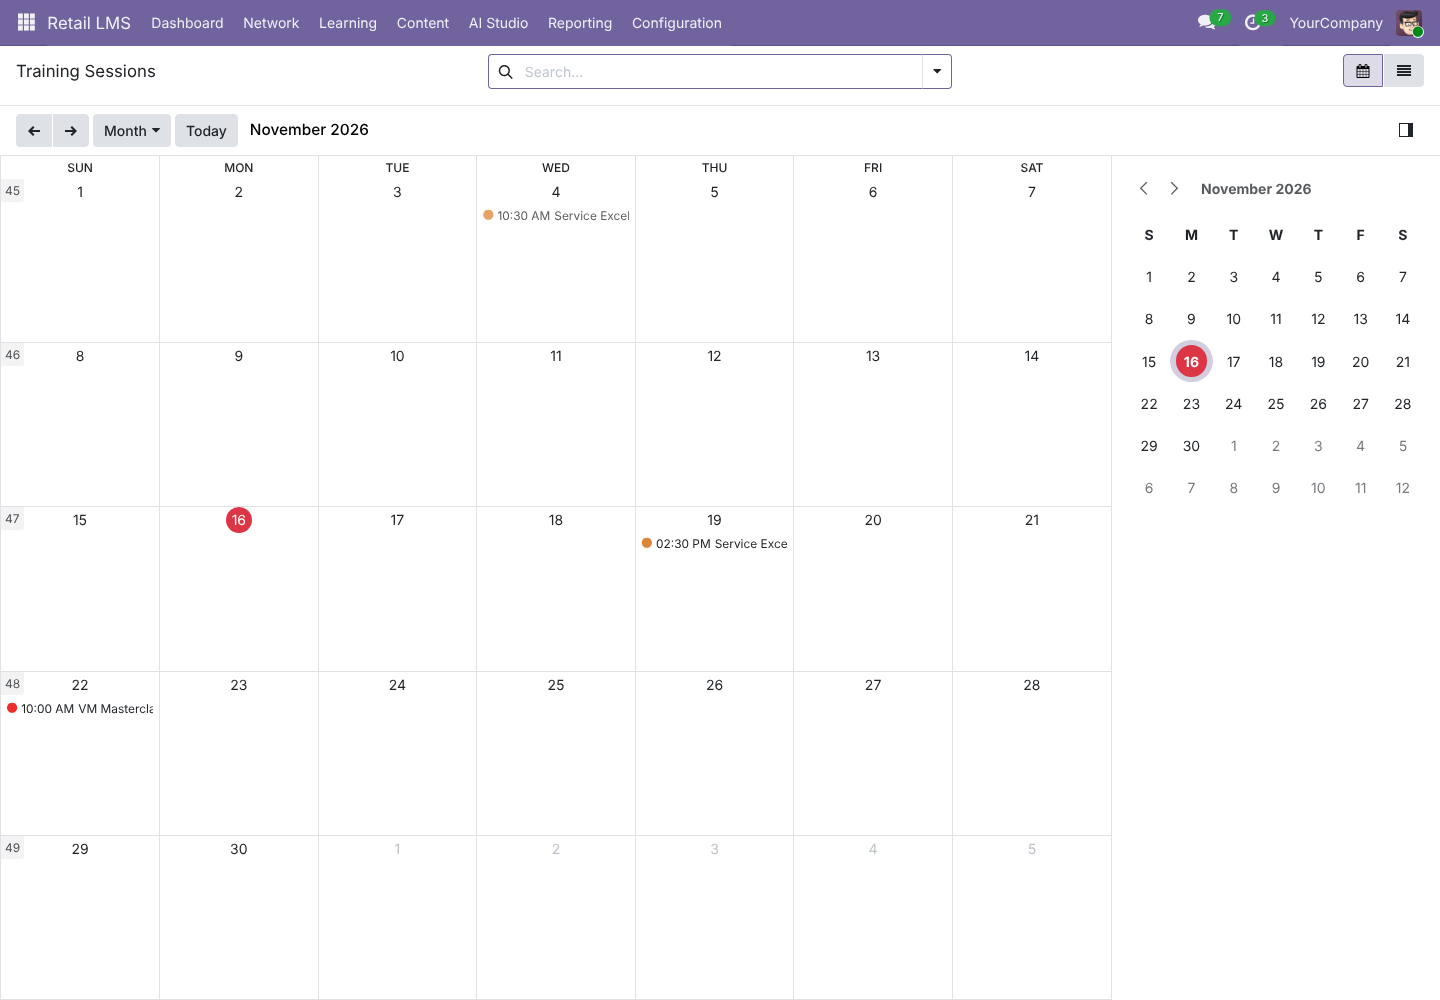 Retail LMS Dashboard Network Learning Content AI Studio Reporting Configuration 7 3 YourCompany
Training Sessions
Search...
Month Today November 2026
SUN MON TUE WED THU FRI SAT
45 1 2 3 4 5 6 7
10:30 AM Service Excel
46 8 9 10 11 12 13 14
47 15 16 17 18 19 20 21
02:30 PM Service Exce
48 22 23 24 25 26 27 28
10:00 AM VM Mastercla
49 29 30 1 2 3 4 5
November 2026
S M T W T F S
1 2 3 4 5 6 7
8 9 10 11 12 13 14
15 16 17 18 19 20 21
22 23 24 25 26 27 28
29 30 1 2 3 4 5
6 7 8 9 10 11 12